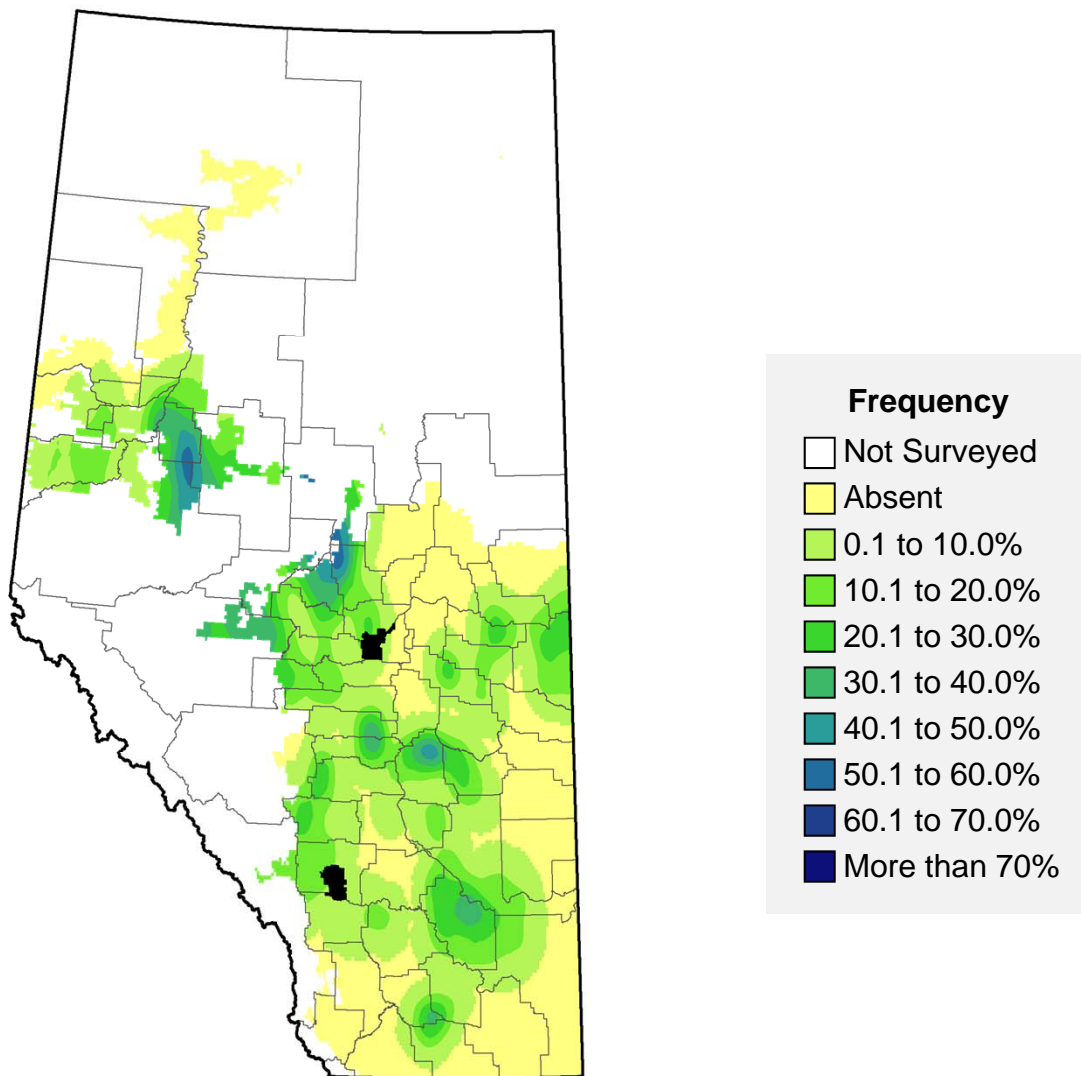 Frequency
Not Surveyed
Absent
0.1 to 10.0%
10.1 to 20.0%
20.1 to 30.0%
30.1 to 40.0%
40.1 to 50.0%
50.1 to 60.0%
60.1 to 70.0%
More than 70%